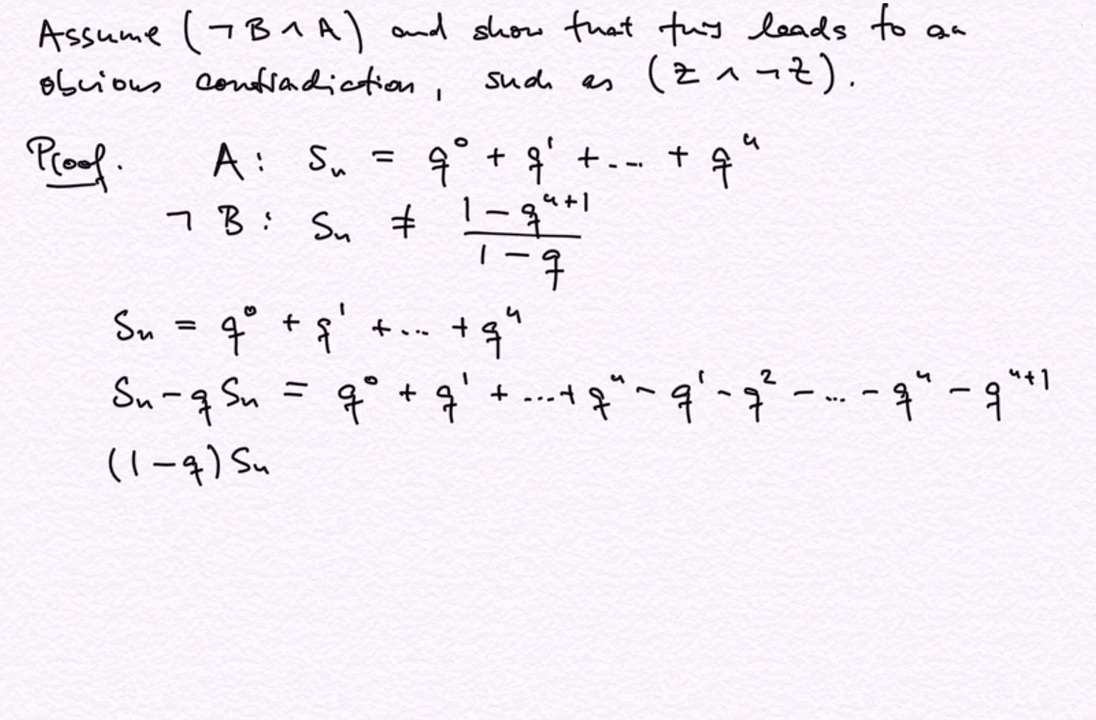 Assume (¬B ∧ A) and show that this leads to an
obvious contradiction, such as (Z ∧ ¬Z).
Proof. A: Sₙ = q⁰ + q¹ + ... + qⁿ
¬B: Sₙ ≠ (1 − qⁿ⁺¹)/(1 − q)
Sₙ = q⁰ + q¹ + ... + qⁿ
Sₙ − qSₙ = q⁰ + q¹ + ... + qⁿ − q¹ − q² − ... − qⁿ − qⁿ⁺¹
(1 − q)Sₙ